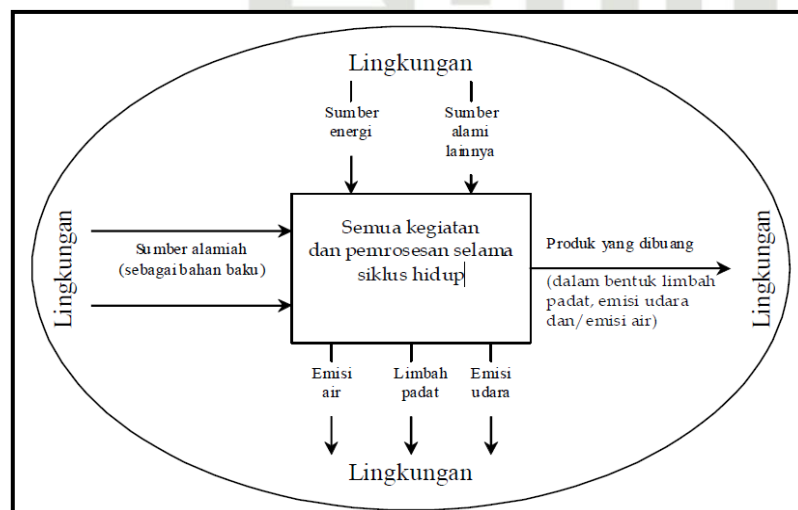 Lingkungan
Sumber
energi
Sumber
alami
lainnya
Lingkungan
Sumber alamiah
(sebagai bahan baku)
Semua kegiatan
dan pemrosesan selama
siklus hidup
Produk yang dibuang
(dalam bentuk limbah
padat, emisi udara
dan/emisi air)
Lingkungan
Emisi
air
Limbah
padat
Emisi
udara
Lingkungan